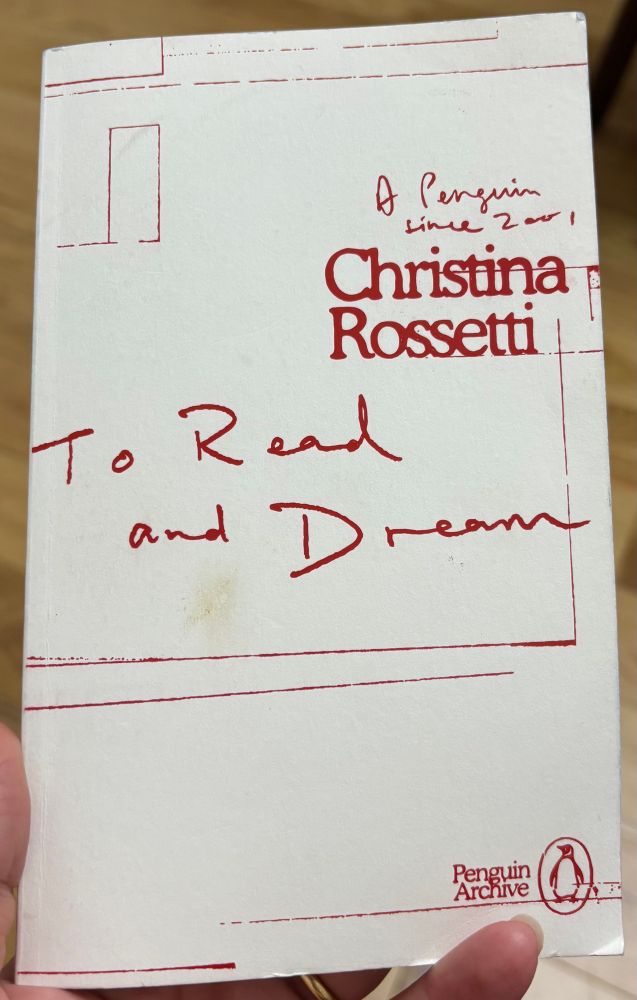 A Penguin
since 2001
Christina
Rossetti
To Read
and Dream
Penguin
Archive